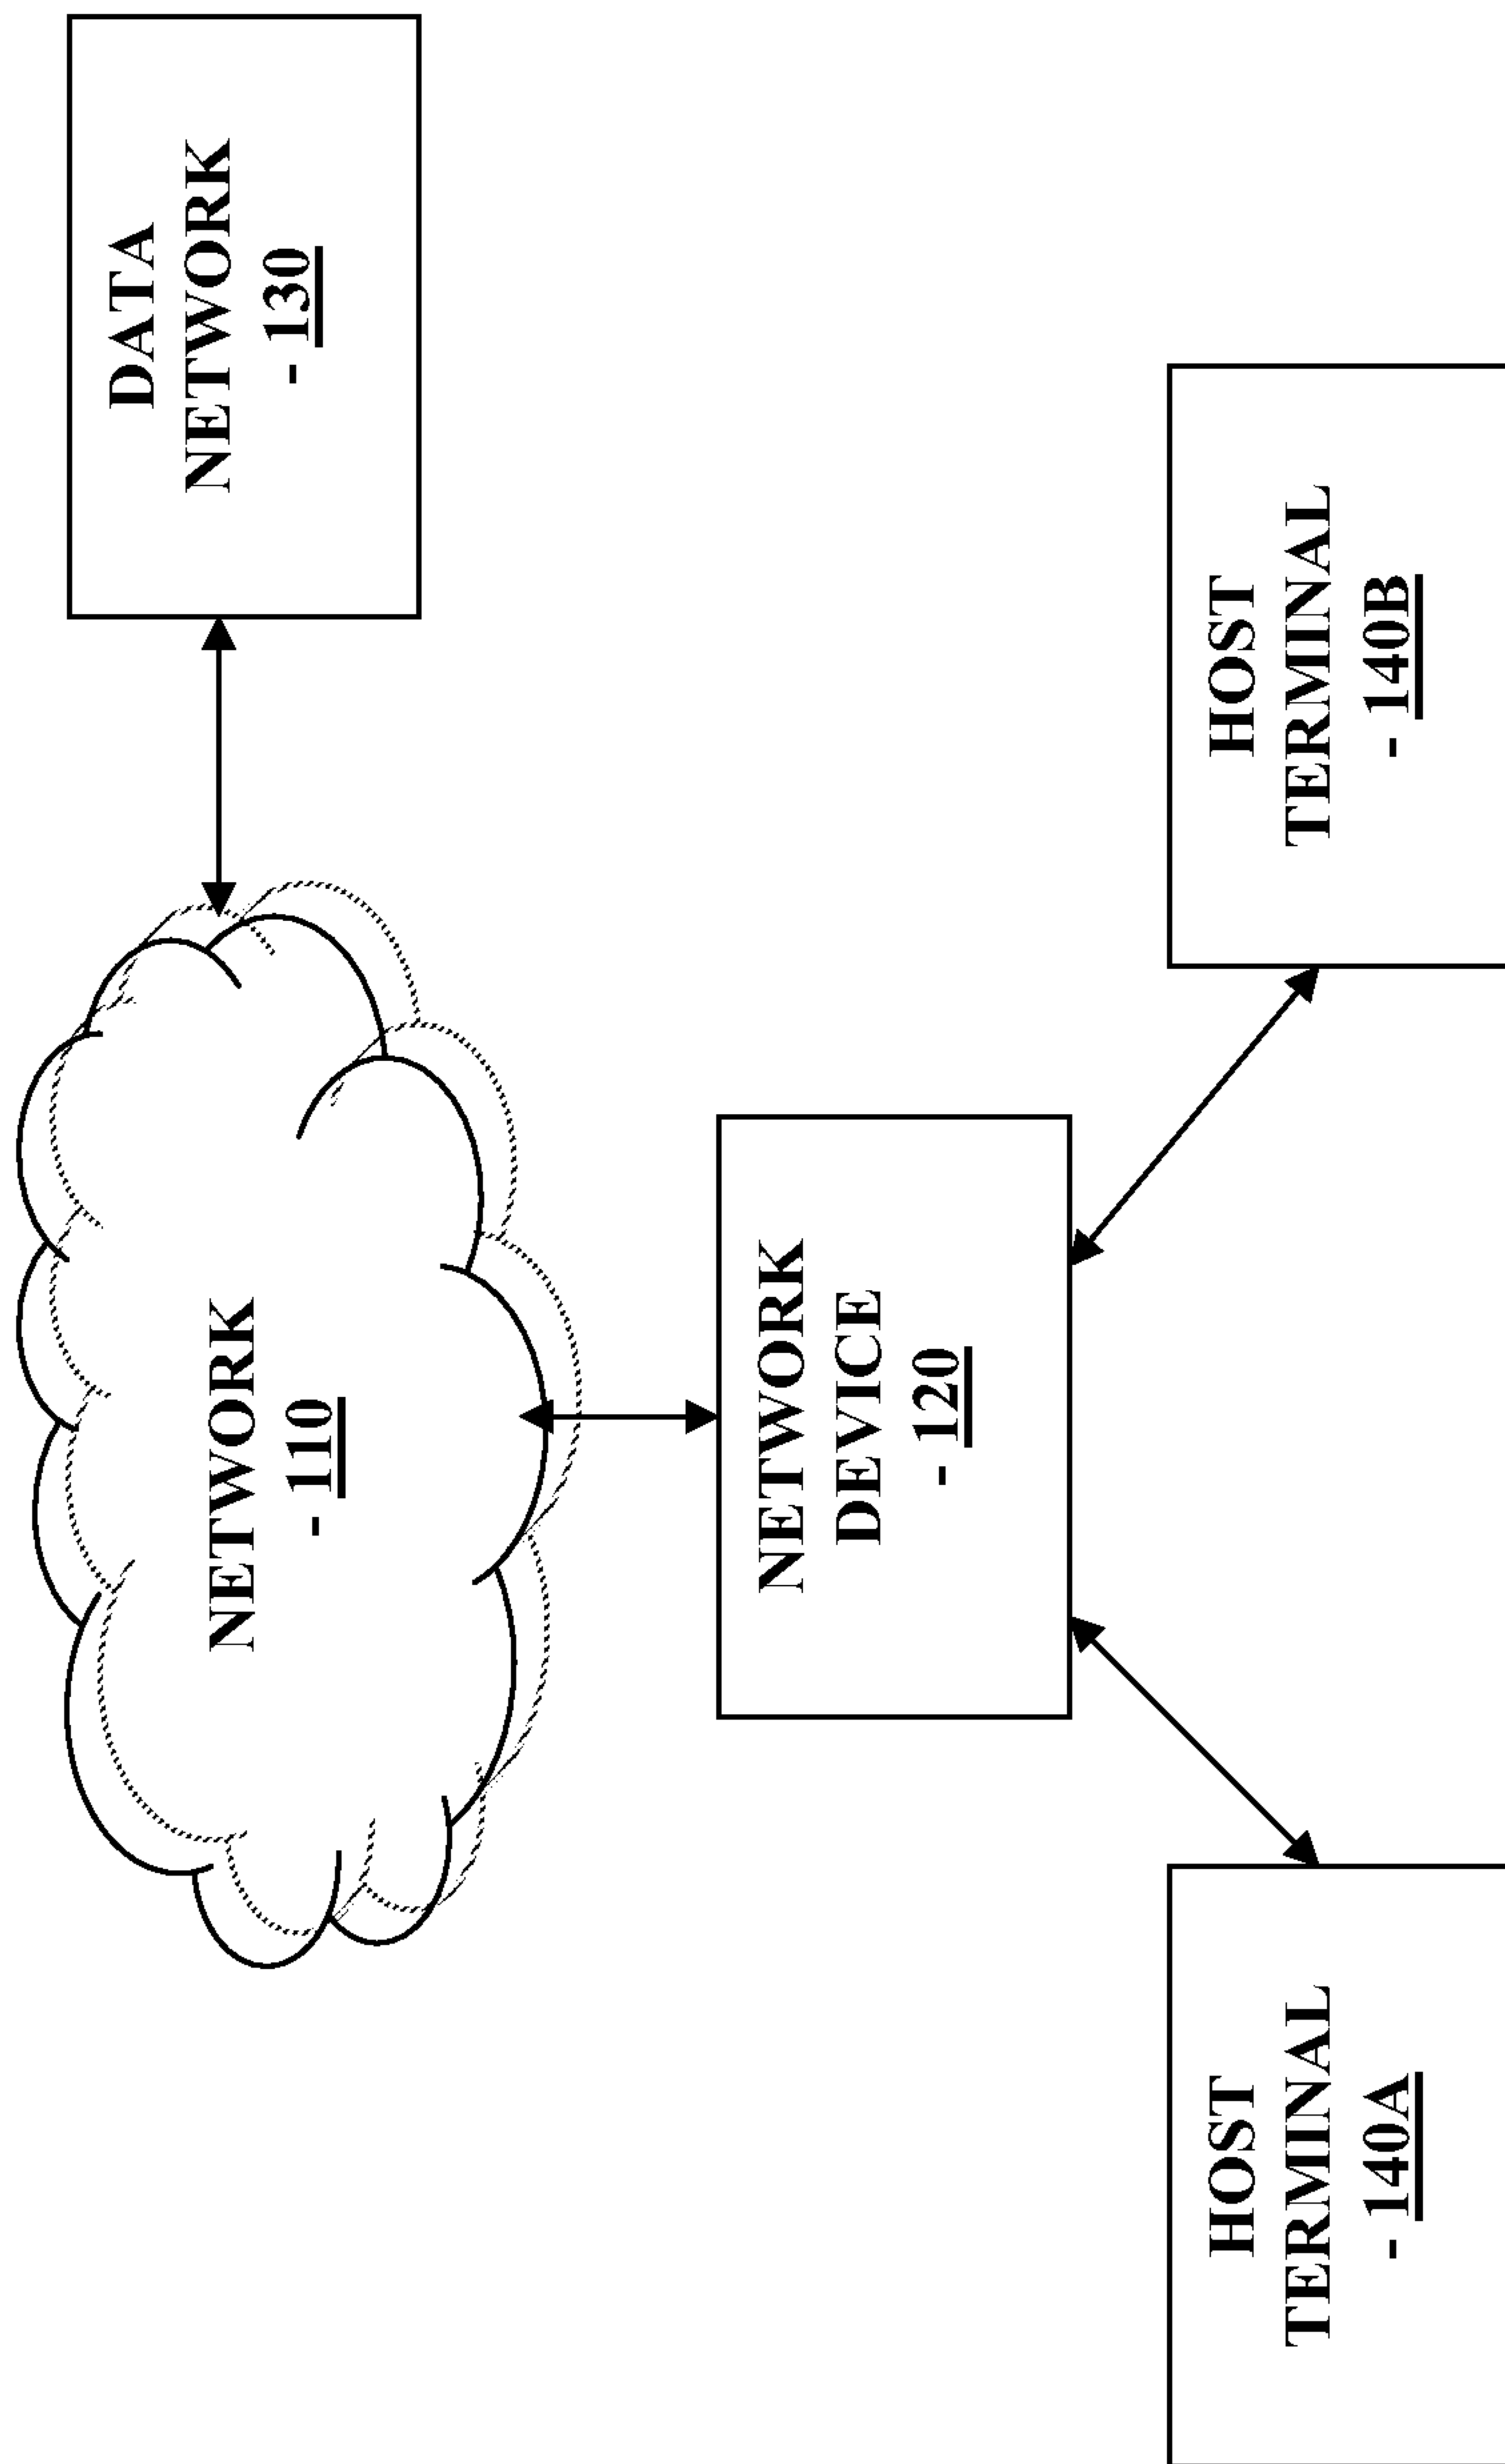 NETWORK
- 110
DATA
NETWORK
- 130
NETWORK
DEVICE
- 120
HOST
TERMINAL
- 140A
HOST
TERMINAL
- 140B